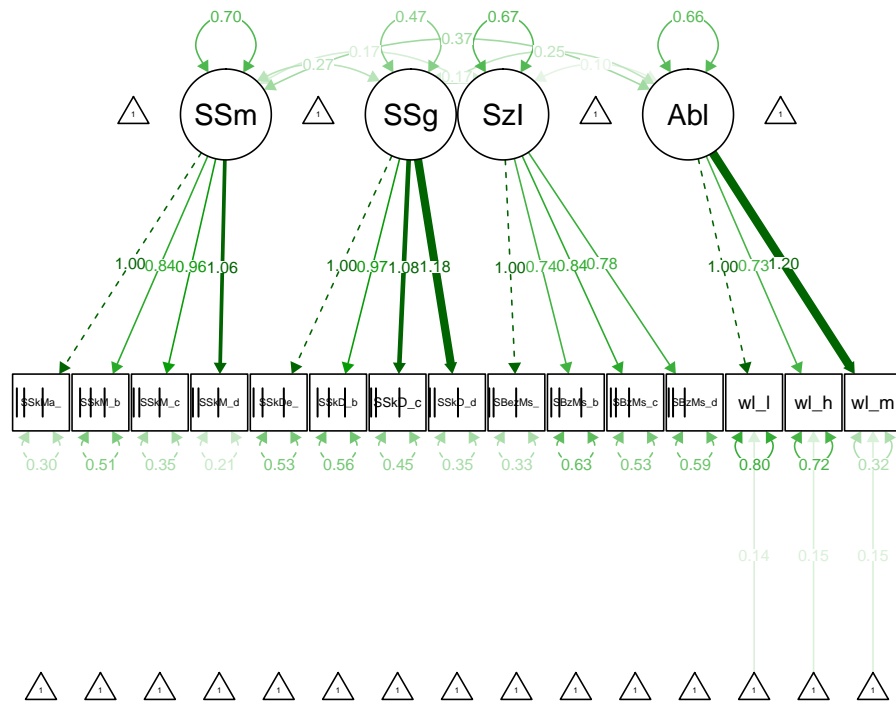 0.70 0.47 0.67 0.66
0.37
0.17 0.25
0.27 0.17 0.10
SSm SSg Szl Abl
1 1 1 1
1.00 0.84 0.96 1.06 1.00 0.97 1.08 1.18 1.00 0.74 0.84 0.78 1.00 0.73 1.20
SSkMa_ SSkM_b SSkM_c SSkM_d SSkDe_ SSkD_b SSkD_c SSkD_d SBezMs_ SBzMs_b SBzMs_c SBzMs_d wl_l wl_h wl_m
0.30 0.51 0.35 0.21 0.53 0.56 0.45 0.35 0.33 0.63 0.53 0.59 0.80 0.72 0.32
0.14 0.15 0.15
1 1 1 1 1 1 1 1 1 1 1 1 1 1 1